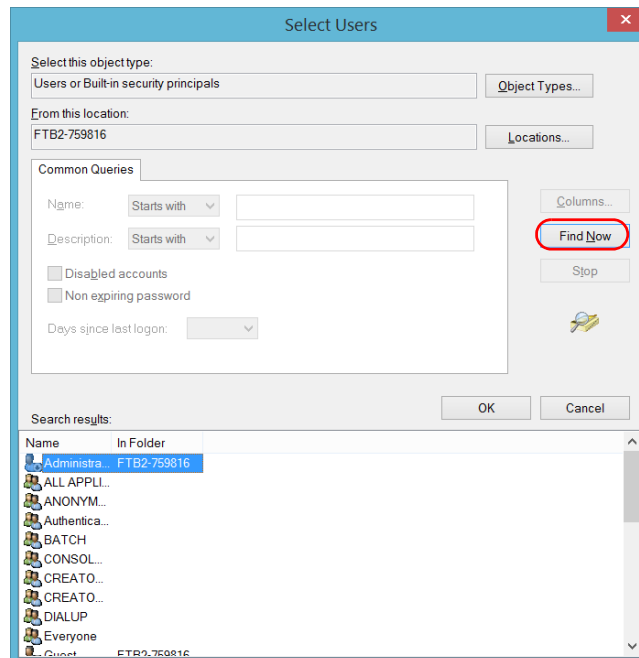 Select Users
Select this object type:
Users or Built-in security principals
Object Types...
From this location:
FTB2-759816
Locations...
Common Queries
Name: Starts with
Columns...
Description: Starts with
Find Now
Disabled accounts
Stop
Non expiring password
Days since last logon:
OK Cancel
Search results:
Name In Folder
Administra... FTB2-759816
ALL APPLI...
ANONYM...
Authentica...
BATCH
CONSOL...
CREATO...
CREATO...
DIALUP
Everyone
Guest FTB2-759816